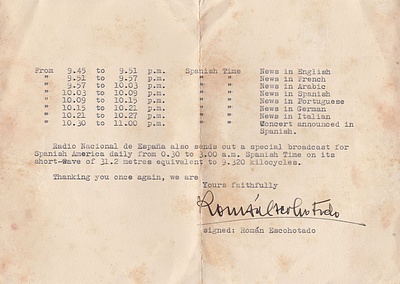 From 9.45 to 9.51 p.m. Spanish Time News in English
" 9.51 to 9.57 p.m. " " News in French
" 9.57 to 10.03 p.m. " " News in Arabic
" 10.03 to 10.09 p.m. " " News in Spanish
" 10.09 to 10.15 p.m. " " News in Portuguese
" 10.15 to 10.21 p.m. " " News in German
" 10.21 to 10.27 p.m. " " News in Italian
" 10.30 to 11.00 p.m. " " Concert announced in
Spanish.
Radio Nacional de España also sends out a special broadcast for
Spanish America daily from 0.30 to 3.00 a.m. Spanish Time on its
short-wave of 31.2 metres equivalent to 9.320 kilocycles.
Thanking you once again, we are
Yours faithfully
Román Escohotado
signed: Román Escohotado